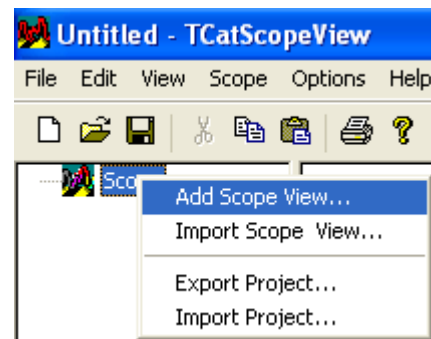 Untitled - TCatScopeView
File Edit View Scope Options Help
Sco
Add Scope View...
Import Scope View...
Export Project...
Import Project...